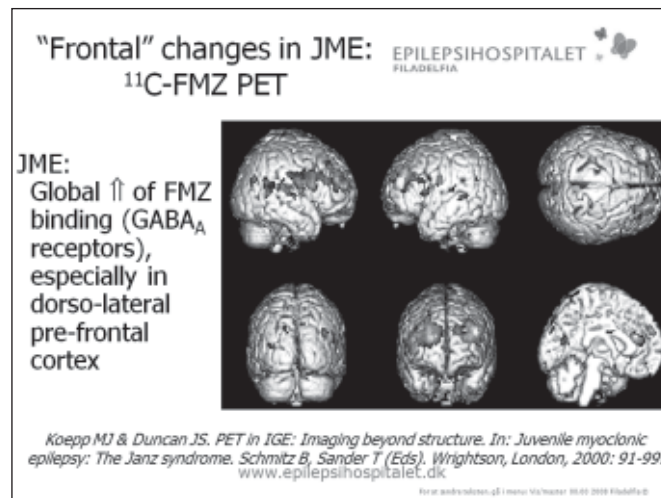 “Frontal” changes in JME:
¹¹C-FMZ PET
EPILEPSIHOSPITALET
FILADELFIA
JME:
Global ⇑ of FMZ
binding (GABA_A
receptors),
especially in
dorso-lateral
pre-frontal
cortex
Koepp MJ & Duncan JS. PET in IGE: Imaging beyond structure. In: Juvenile myoclonic
epilepsy: The Janz syndrome. Schmitz B, Sander T (Eds). Wrightson, London, 2000: 91-99.
www.epilepsihospitalet.dk